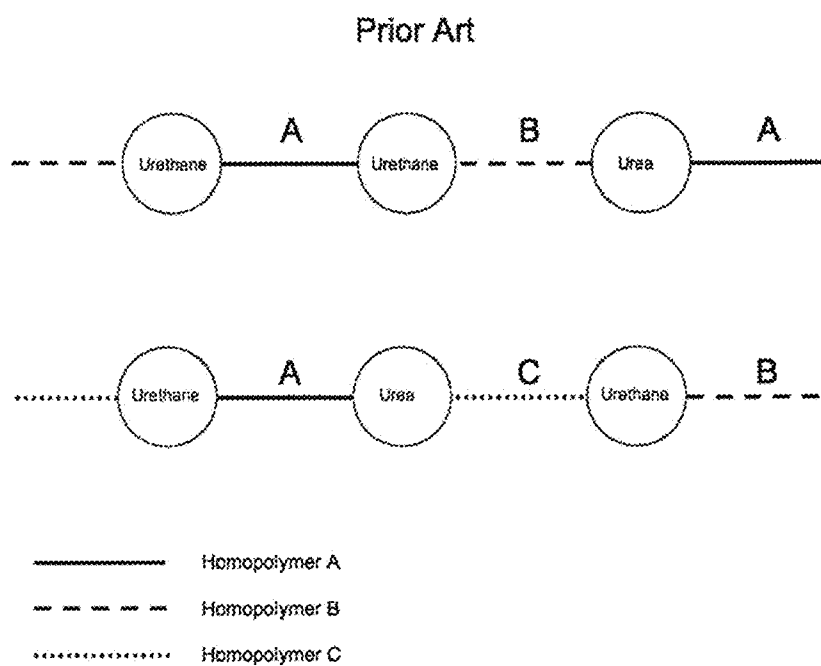 Prior Art
A B A
Urethane Urethane Urea
A C B
Urethane Urea Urethane
Homopolymer A
Homopolymer B
Homopolymer C